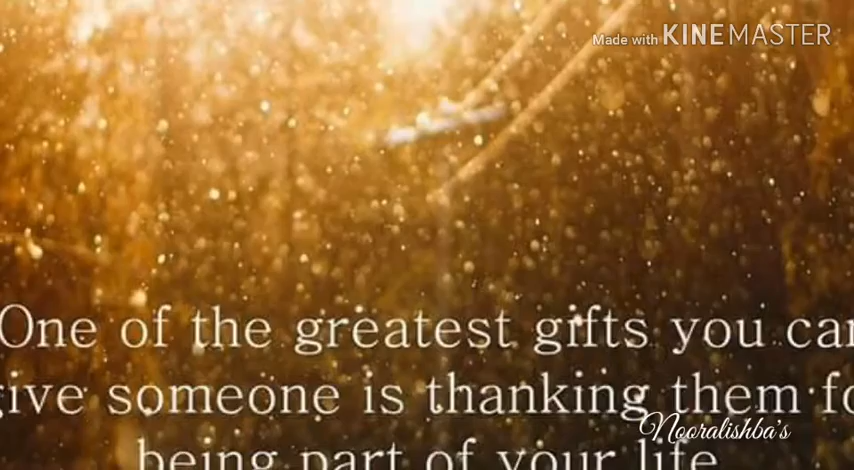 Made with KINEMASTER
One of the greatest gifts you can
give someone is thanking them fo
Nooralishba's
being part of your life